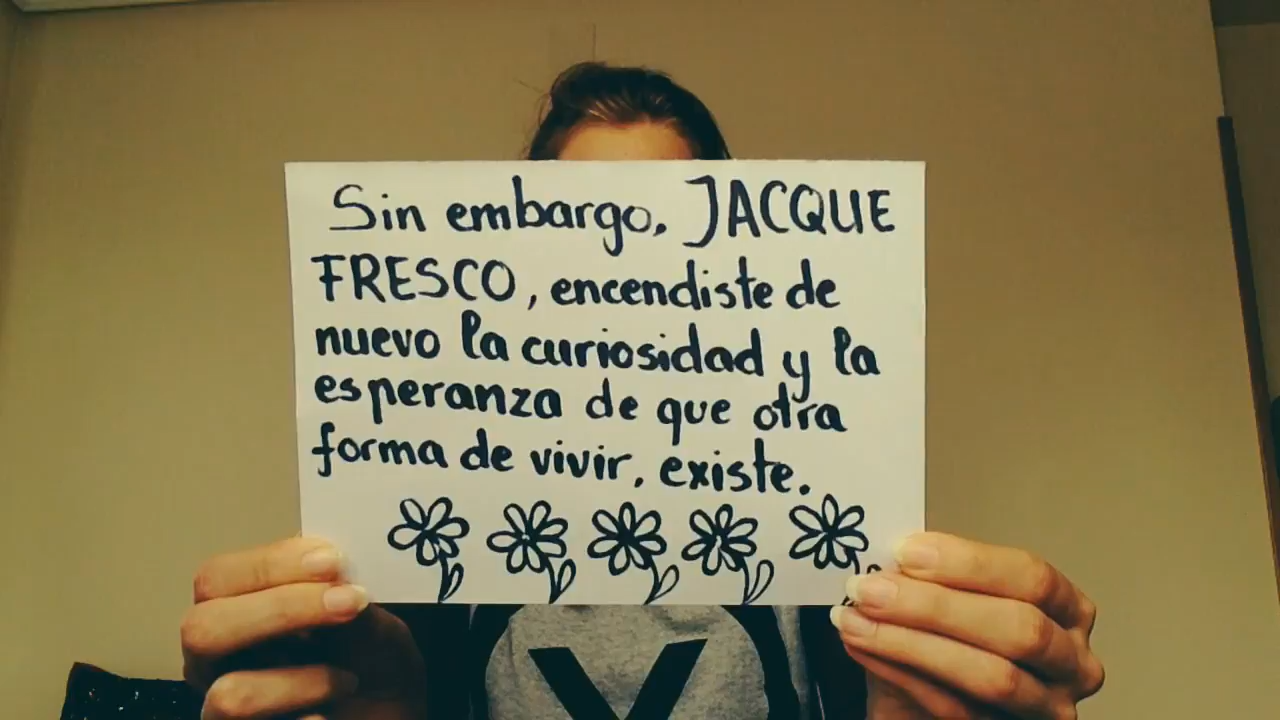 Sin embargo, JACQUE
FRESCO, encendiste de
nuevo la curiosidad y la
esperanza de que otra
forma de vivir, existe.